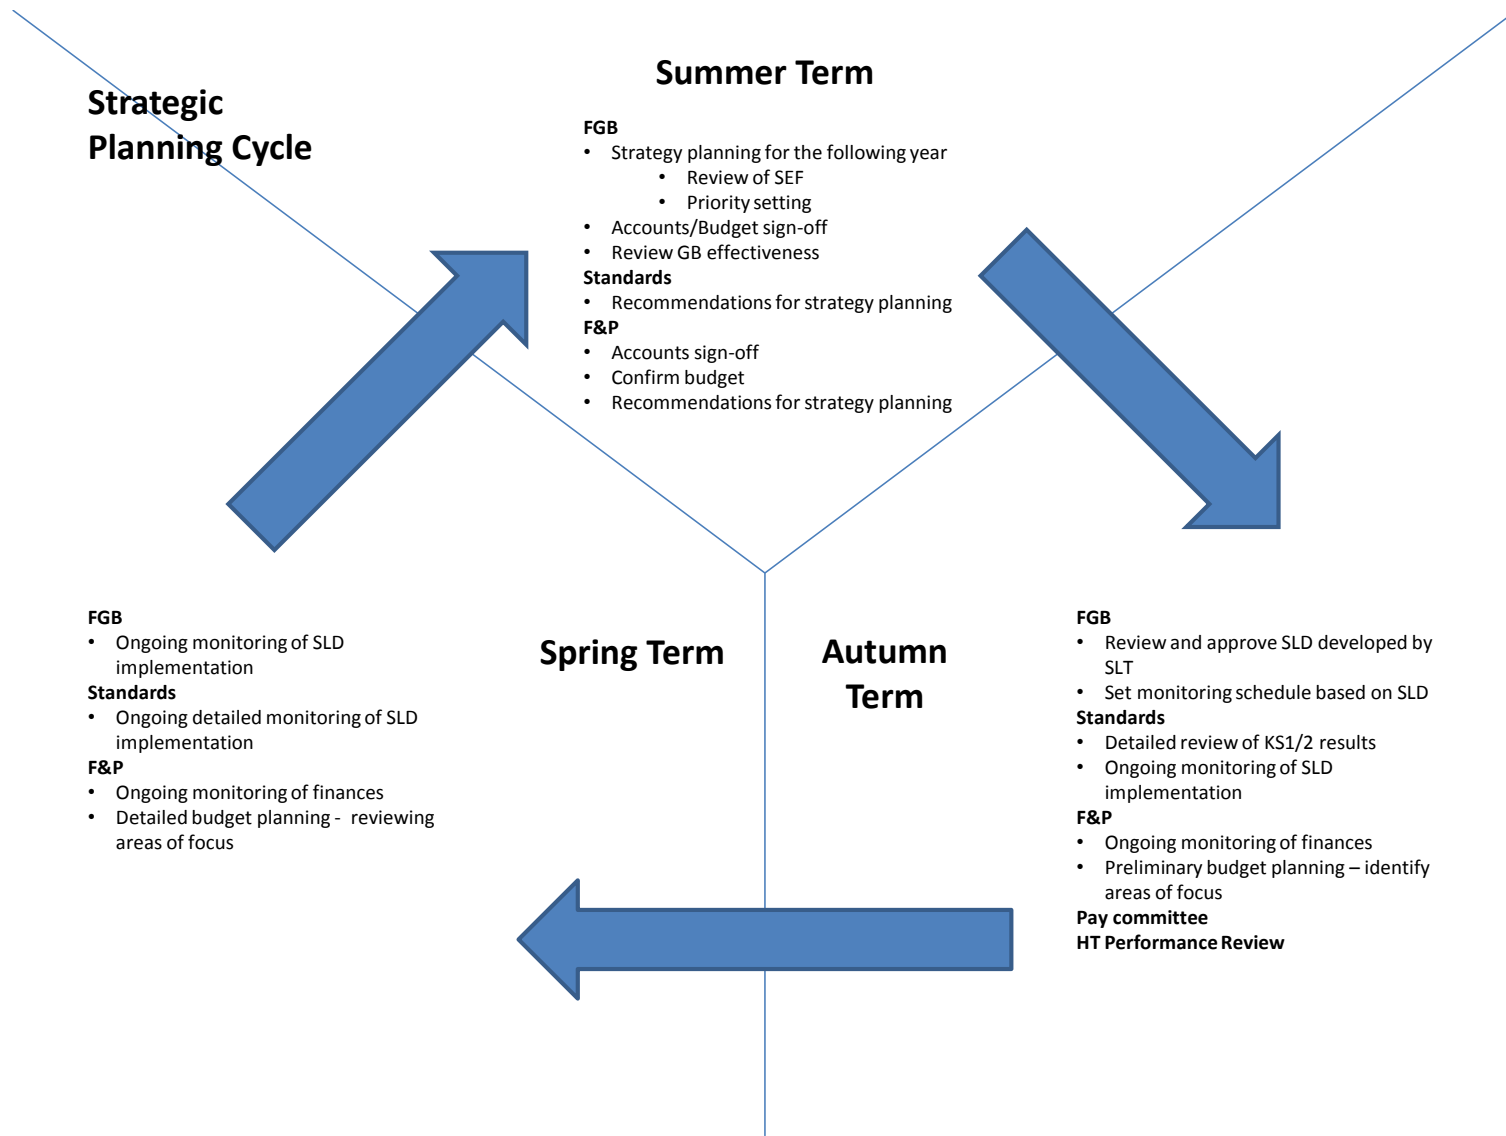 Strategic
Planning Cycle
Summer Term
FGB
• Strategy planning for the following year
• Review of SEF
• Priority setting
• Accounts/Budget sign-off
• Review GB effectiveness
Standards
• Recommendations for strategy planning
F&P
• Accounts sign-off
• Confirm budget
• Recommendations for strategy planning
FGB
• Ongoing monitoring of SLD
implementation
Standards
• Ongoing detailed monitoring of SLD
implementation
F&P
• Ongoing monitoring of finances
• Detailed budget planning - reviewing
areas of focus
Spring Term
Autumn
Term
FGB
• Review and approve SLD developed by
SLT
• Set monitoring schedule based on SLD
Standards
• Detailed review of KS1/2 results
• Ongoing monitoring of SLD
implementation
F&P
• Ongoing monitoring of finances
• Preliminary budget planning – identify
areas of focus
Pay committee
HT Performance Review